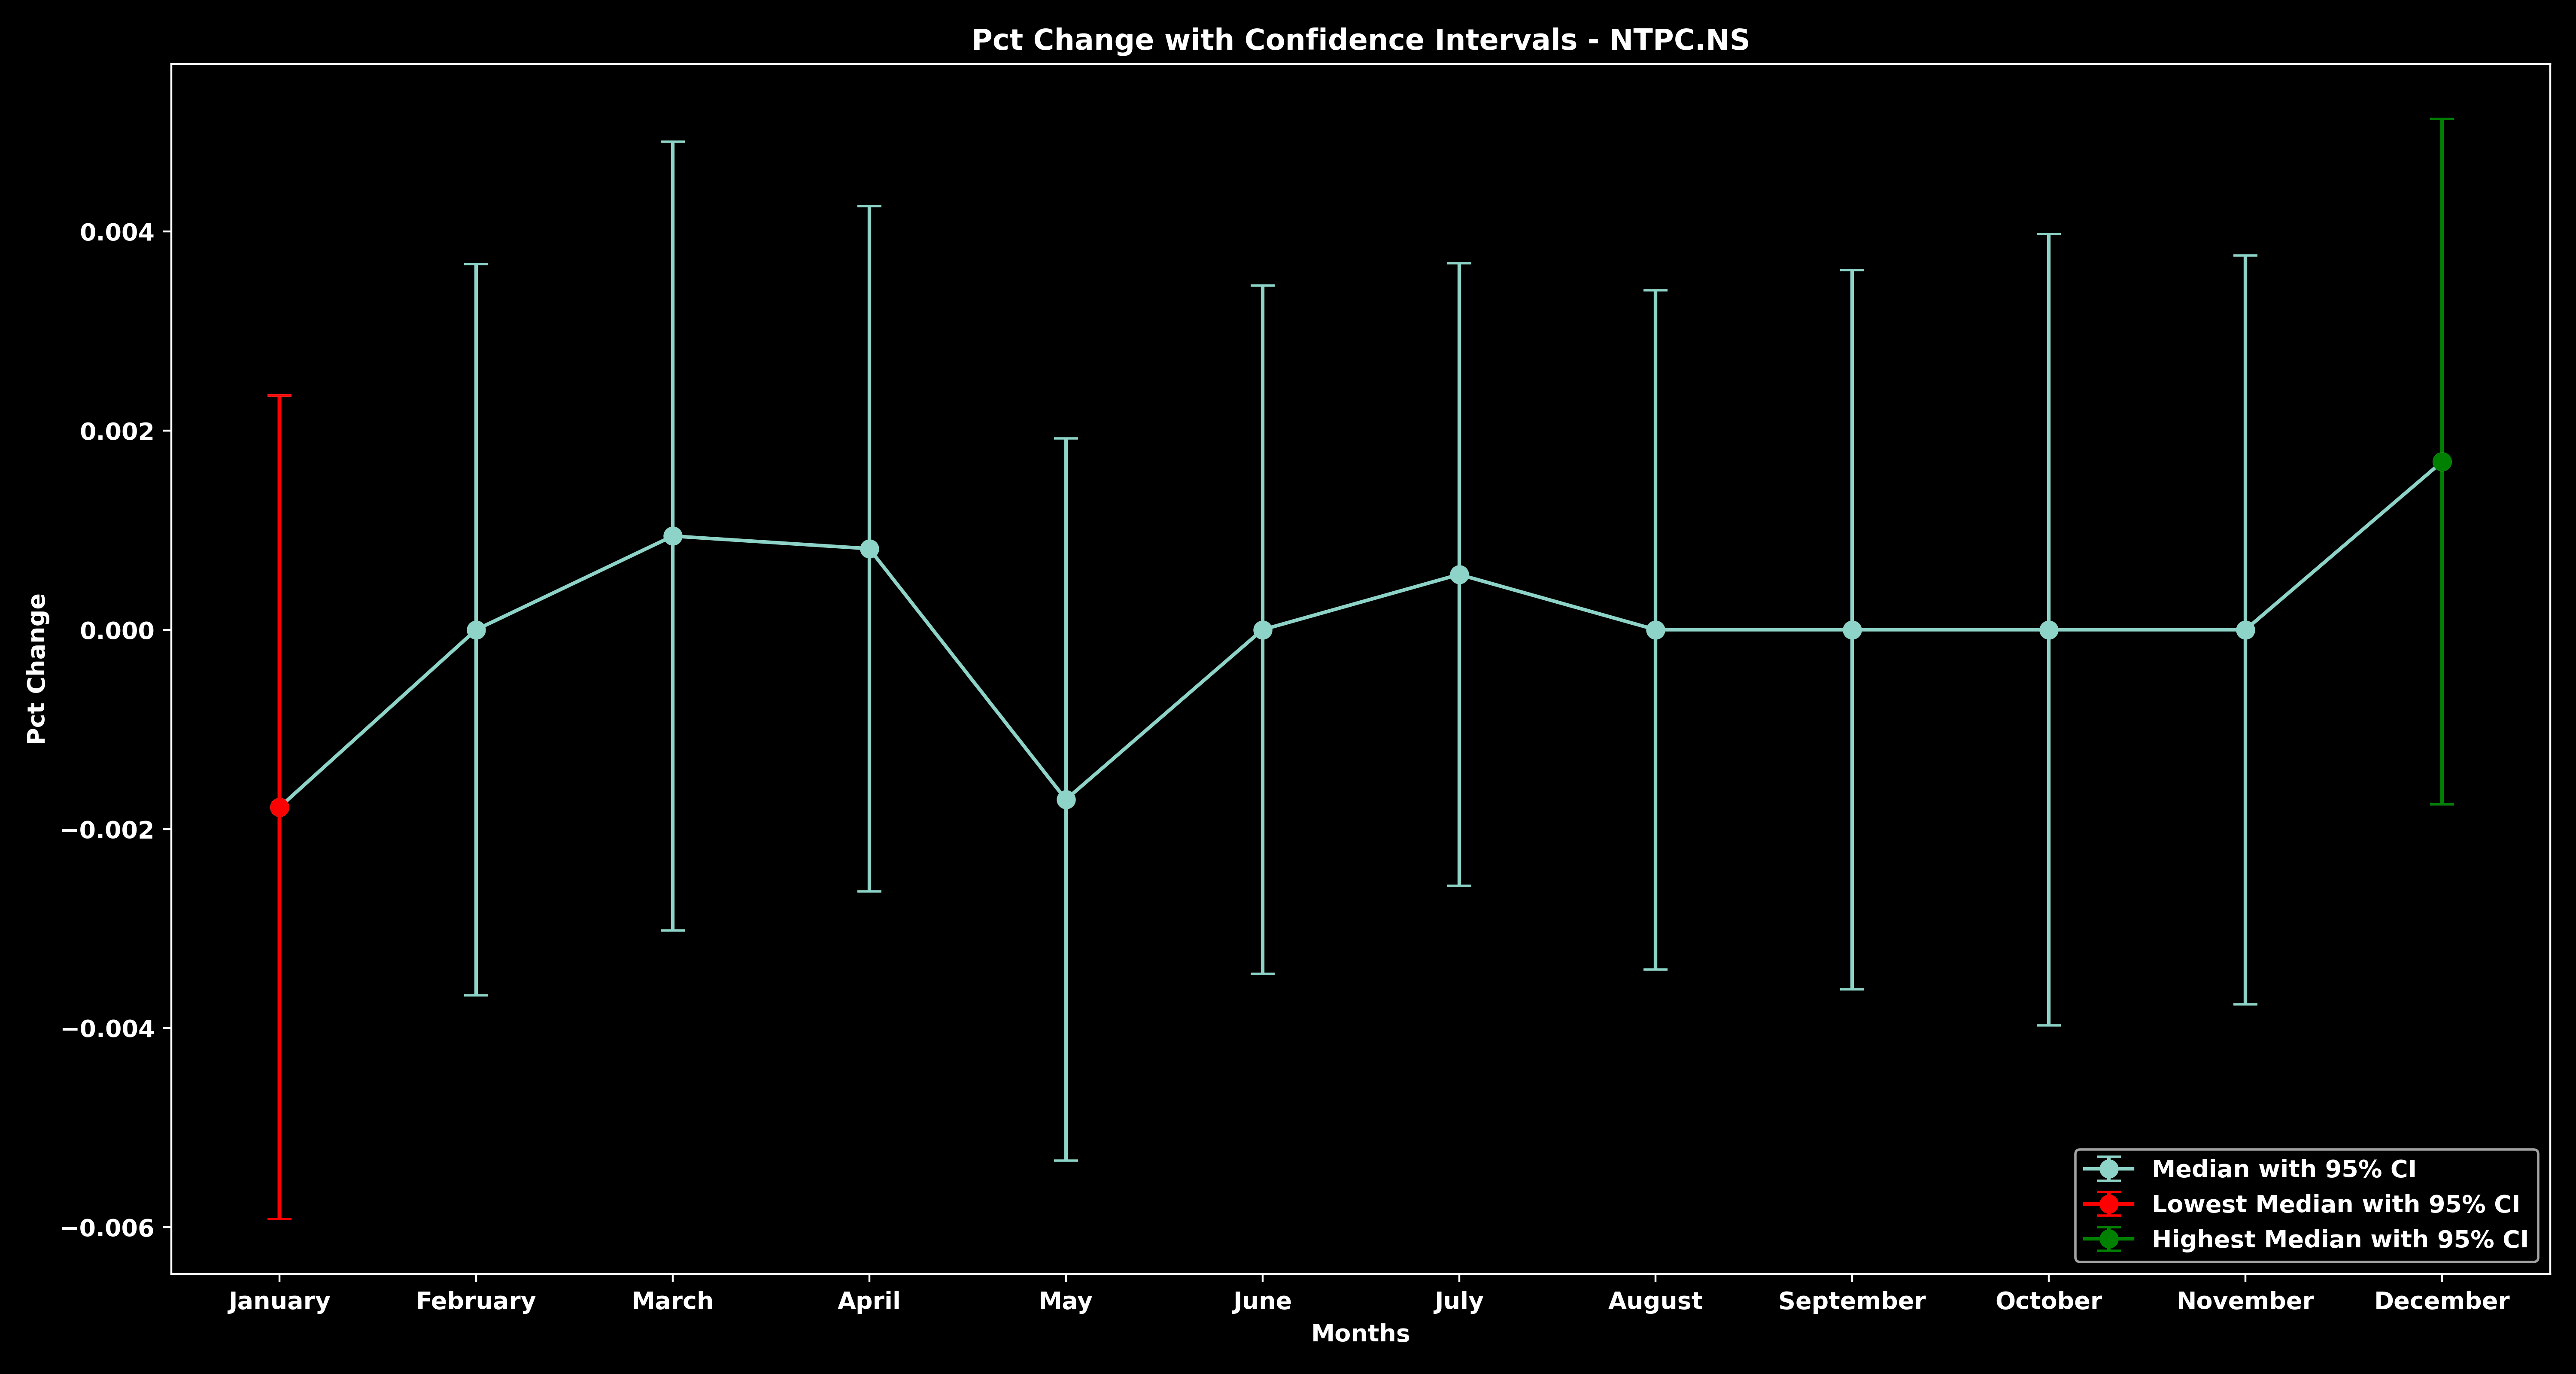 Pct Change with Confidence Intervals - NTPC.NS
Pct Change
0.004
0.002
0.000
−0.002
−0.004
−0.006
January February March April May June July August September October November December
Months
Median with 95% CI
Lowest Median with 95% CI
Highest Median with 95% CI